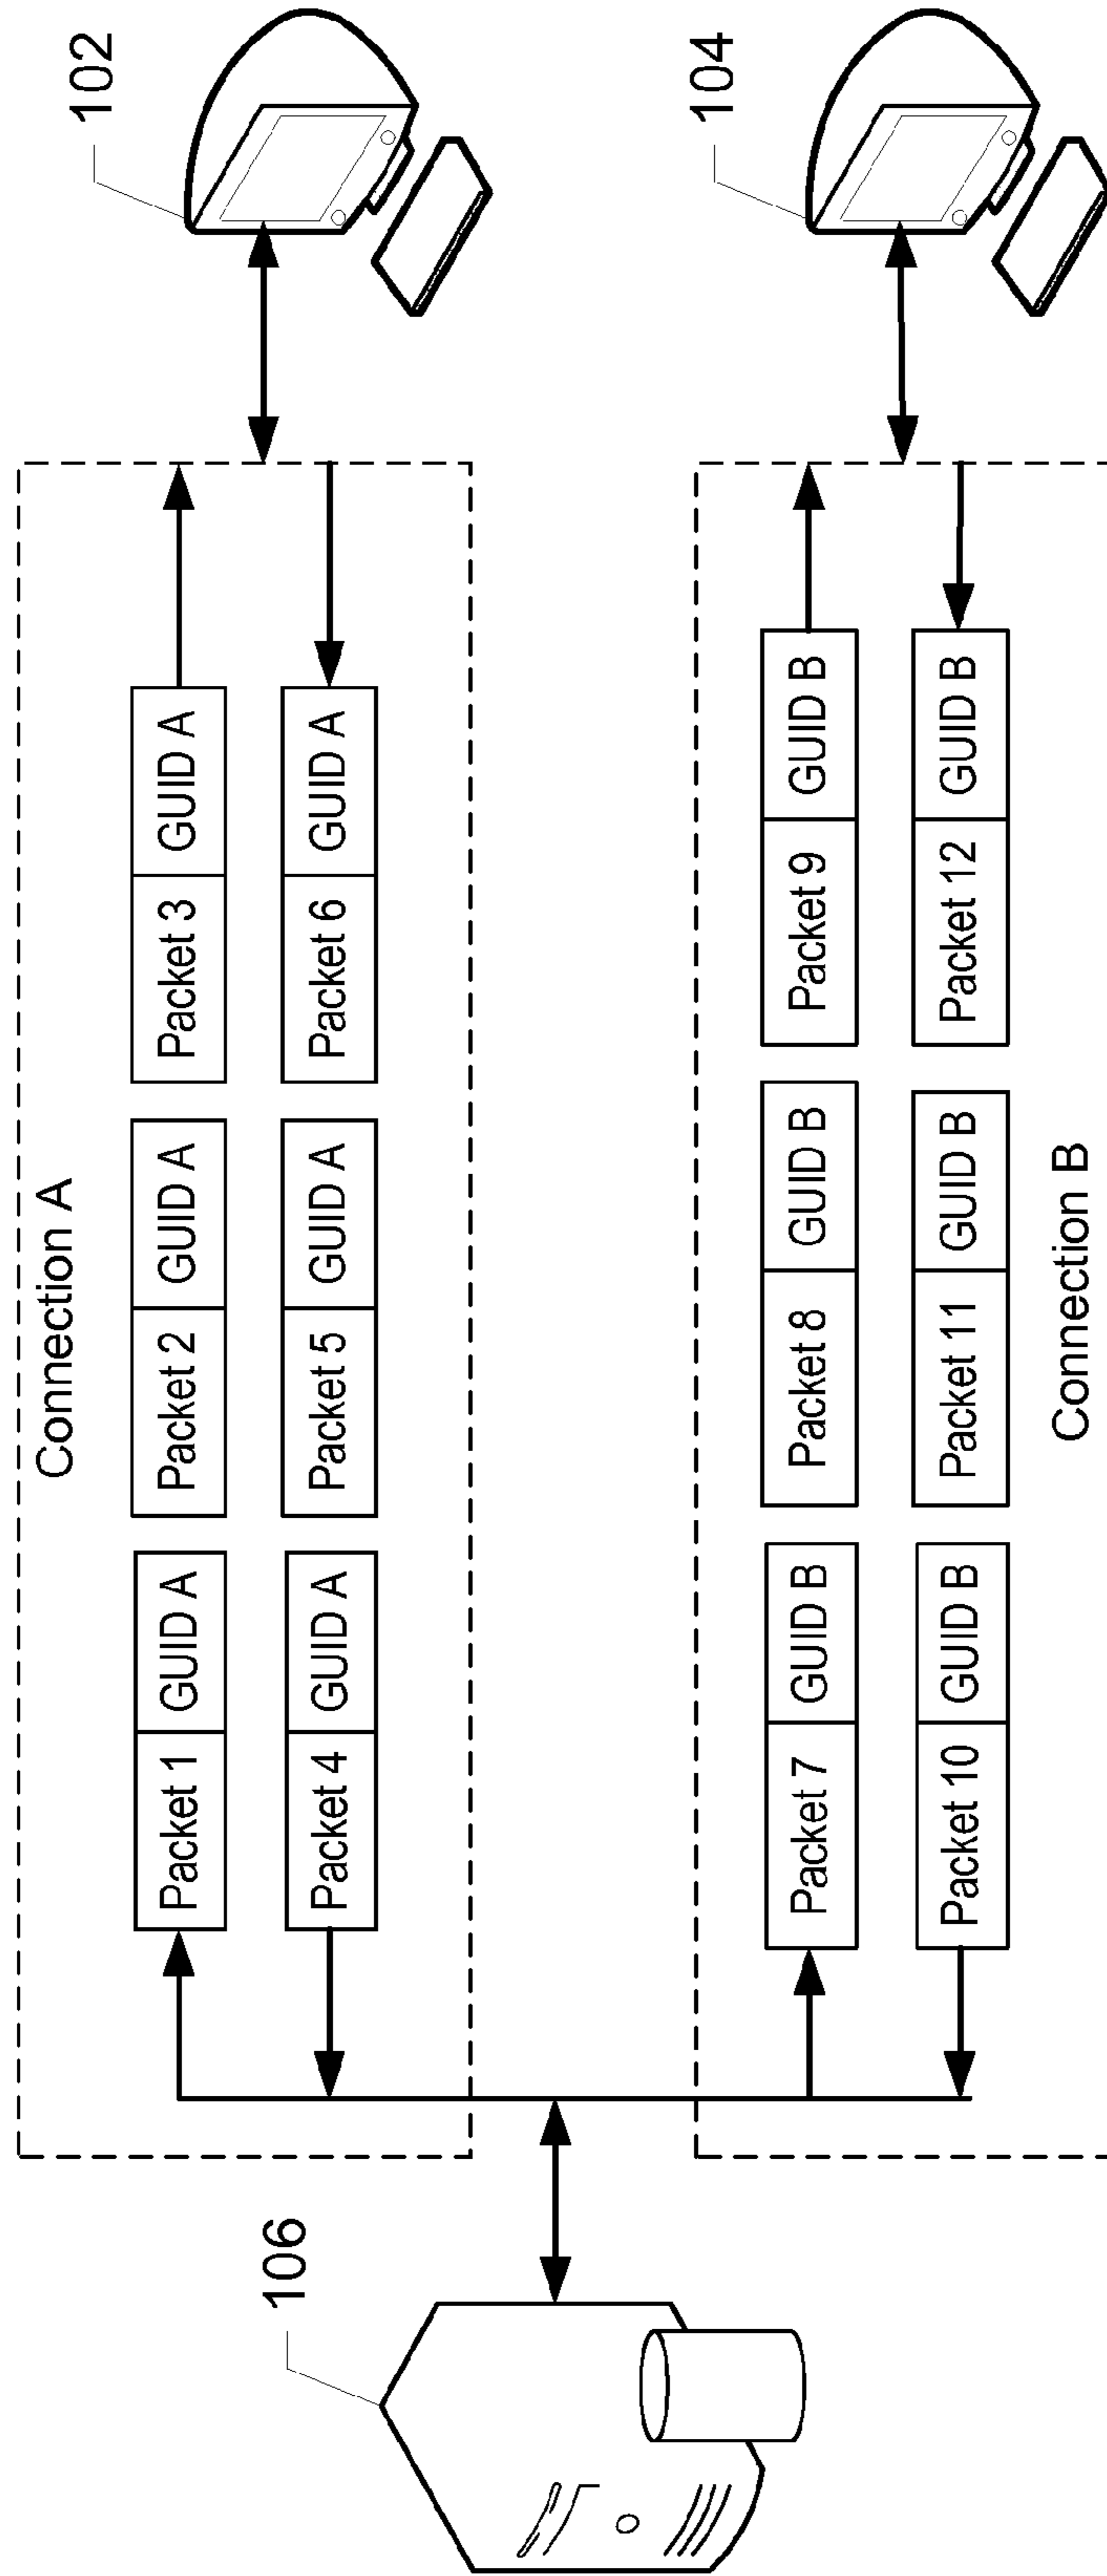 Connection A
102
Packet 1 GUID A Packet 2 GUID A Packet 3 GUID A
Packet 4 GUID A Packet 5 GUID A Packet 6 GUID A
106
104
Packet 7 GUID B Packet 8 GUID B Packet 9 GUID B
Packet 10 GUID B Packet 11 GUID B Packet 12 GUID B
Connection B